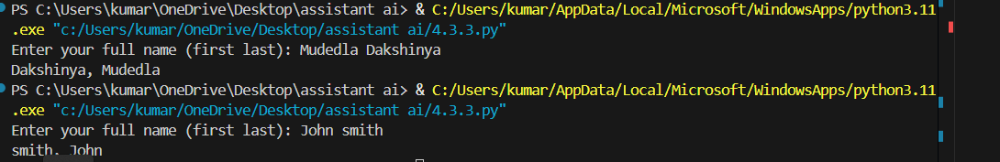 PS C:\Users\kumar\OneDrive\Desktop\assistant ai> & C:/Users/kumar/AppData/Local/Microsoft/WindowsApps/python3.11
.exe "c:/Users/kumar/OneDrive/Desktop/assistant ai/4.3.3.py"
Enter your full name (first last): Mudedla Dakshinya
Dakshinya, Mudedla
PS C:\Users\kumar\OneDrive\Desktop\assistant ai> & C:/Users/kumar/AppData/Local/Microsoft/WindowsApps/python3.11
.exe "c:/Users/kumar/OneDrive/Desktop/assistant ai/4.3.3.py"
Enter your full name (first last): John smith
smith, John